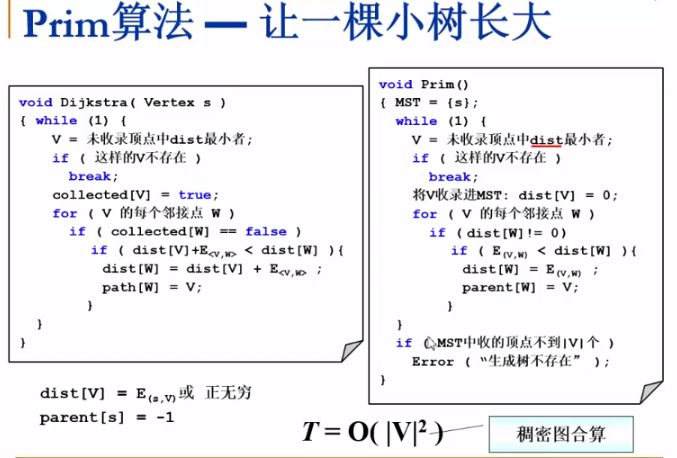 Prim算法 — 让一棵小树长大
void Dijkstra( Vertex s )
{ while (1) {
V = 未收录顶点中dist最小者;
if ( 这样的V不存在 )
break;
collected[V] = true;
for ( V 的每个邻接点 W )
if ( collected[W] == false )
if ( dist[V]+E<V,W> < dist[W] ){
dist[W] = dist[V] + E<V,W> ;
path[W] = V;
}
}
}
void Prim()
{ MST = {s};
while (1) {
V = 未收录顶点中dist最小者;
if ( 这样的V不存在 )
break;
将V收录进MST: dist[V] = 0;
for ( V 的每个邻接点 W )
if ( dist[W]!= 0)
if ( E(V,W) < dist[W] ){
dist[W] = E(V,W) ;
parent[W] = V;
}
}
if ( MST中收的顶点不到|V|个 )
Error ( “生成树不存在” );
}
dist[V] = E(s,V)或 正无穷
parent[s] = -1
T = O( |V|2 )
稠密图合算